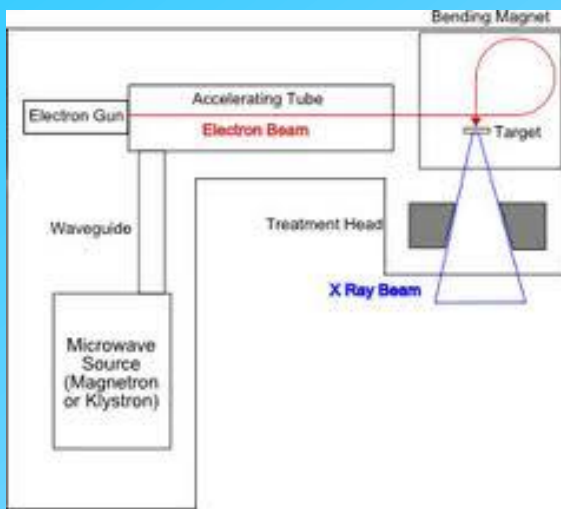 Bending Magnet
Accelerating Tube
Electron Gun
Electron Beam
Target
Waveguide
Treatment Head
X Ray Beam
Microwave
Source
(Magnetron
or Klystron)